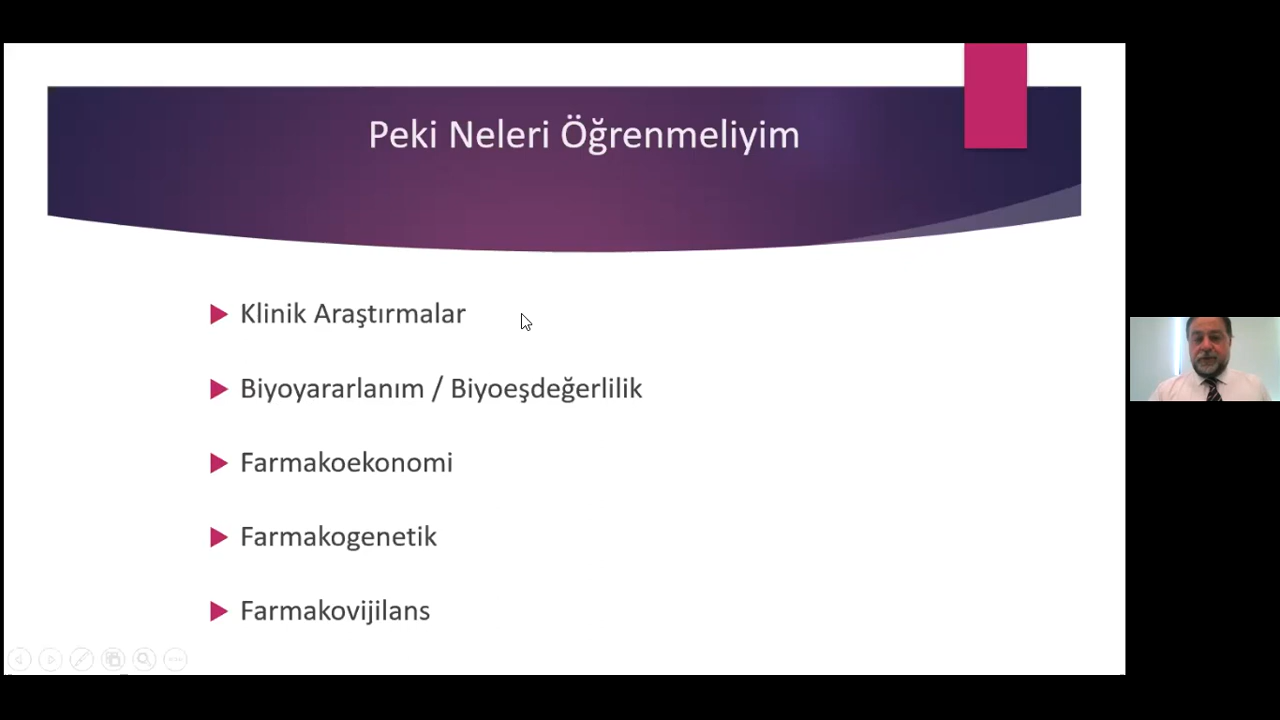 Peki Neleri Öğrenmeliyim
Klinik Araştırmalar
Biyoyararlanım / Biyoeşdeğerlilik
Farmakoekonomi
Farmakogenetik
Farmakovijilans